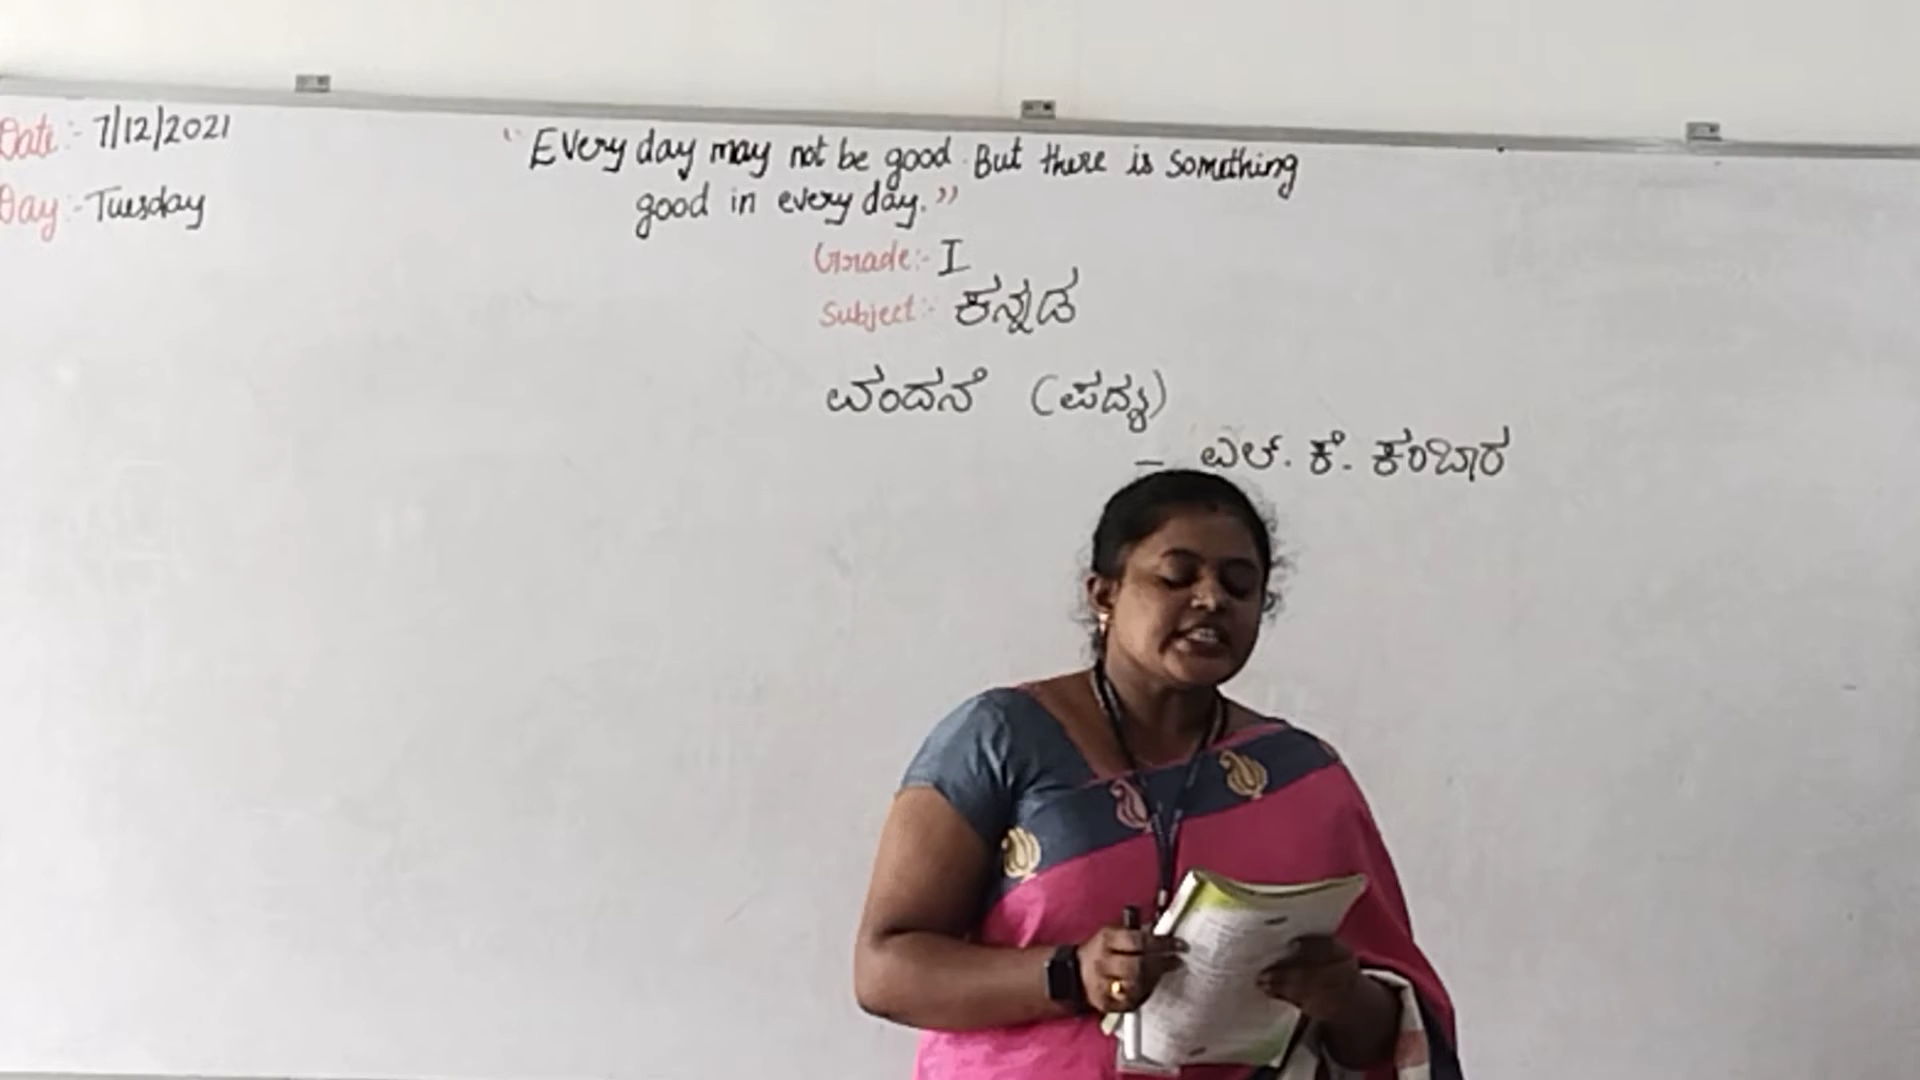 Date:- 7/12/2021
Day:- Tuesday
" Every day may not be good. But there is something
good in every day."
Grade:- I
Subject:- ಕನ್ನಡ
ವಂದನೆ (ಪದ್ಯ)
- ಎಲ್. ಕೆ. ಕಂಬಾರ